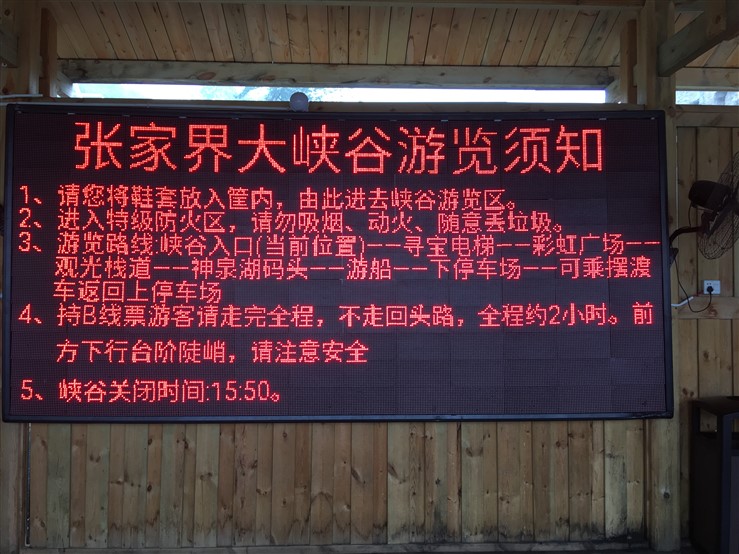 张家界大峡谷游览须知
1、请您将鞋套放入筐内，由此进去峡谷游览区。
2、进入特级防火区，请勿吸烟、动火、随意丢垃圾。
3、游览路线:峡谷入口(当前位置)——寻宝电梯——彩虹广场——
观光栈道——神泉湖码头——游船——下停车场——可乘摆渡
车返回上停车场
4、持B线票游客请走完全程，不走回头路，全程约2小时。前
方下行台阶陡峭，请注意安全
5、峡谷关闭时间:15:50。